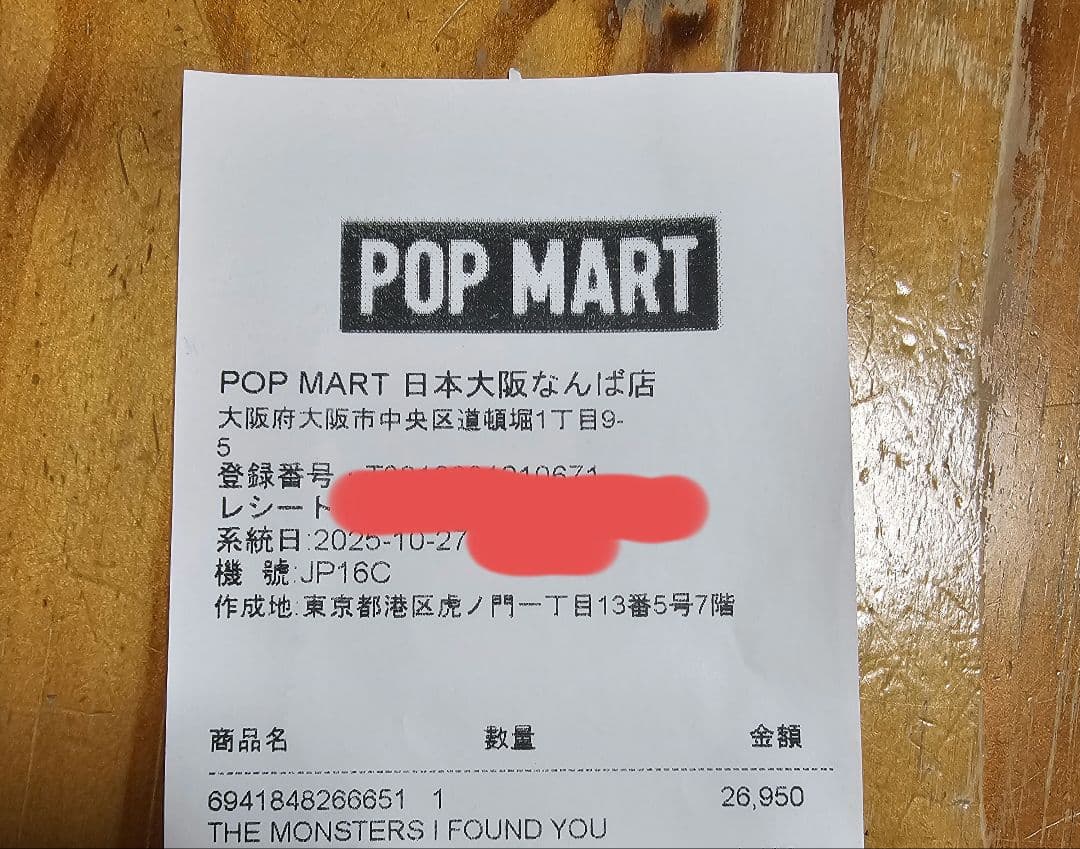 POP MART
POP MART 日本大阪なんば店
大阪府大阪市中央区道頓堀1丁目9-
5
登録番号
レシート
系統日:2025-10-27
機 號:JP16C
作成地:東京都港区虎ノ門一丁目13番5号7階
商品名 數量 金額
6941848266651 1 26,950
THE MONSTERS I FOUND YOU